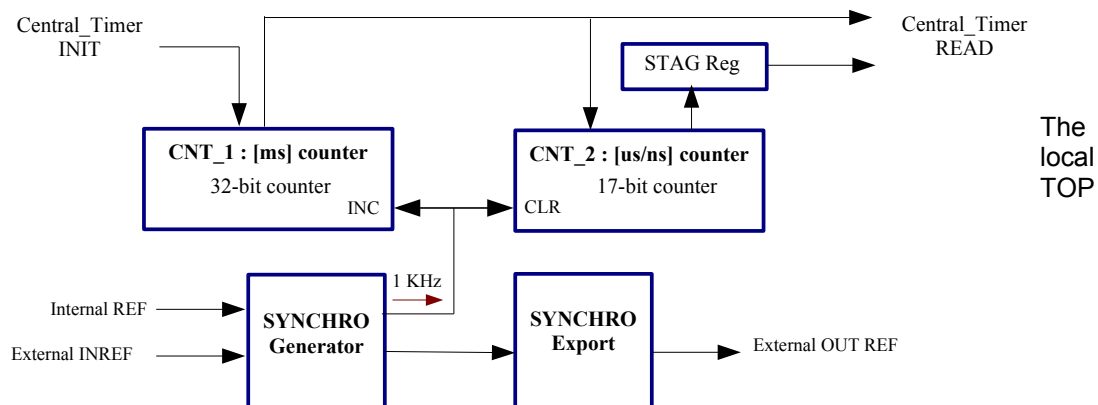 Central_Timer
INIT
Central_Timer
READ
STAG Reg
CNT_1 : [ms] counter
32-bit counter
INC
CNT_2 : [us/ns] counter
17-bit counter
CLR
The
local
TOP
1 KHz
Internal REF
External INREF
SYNCHRO
Generator
SYNCHRO
Export
External OUT REF